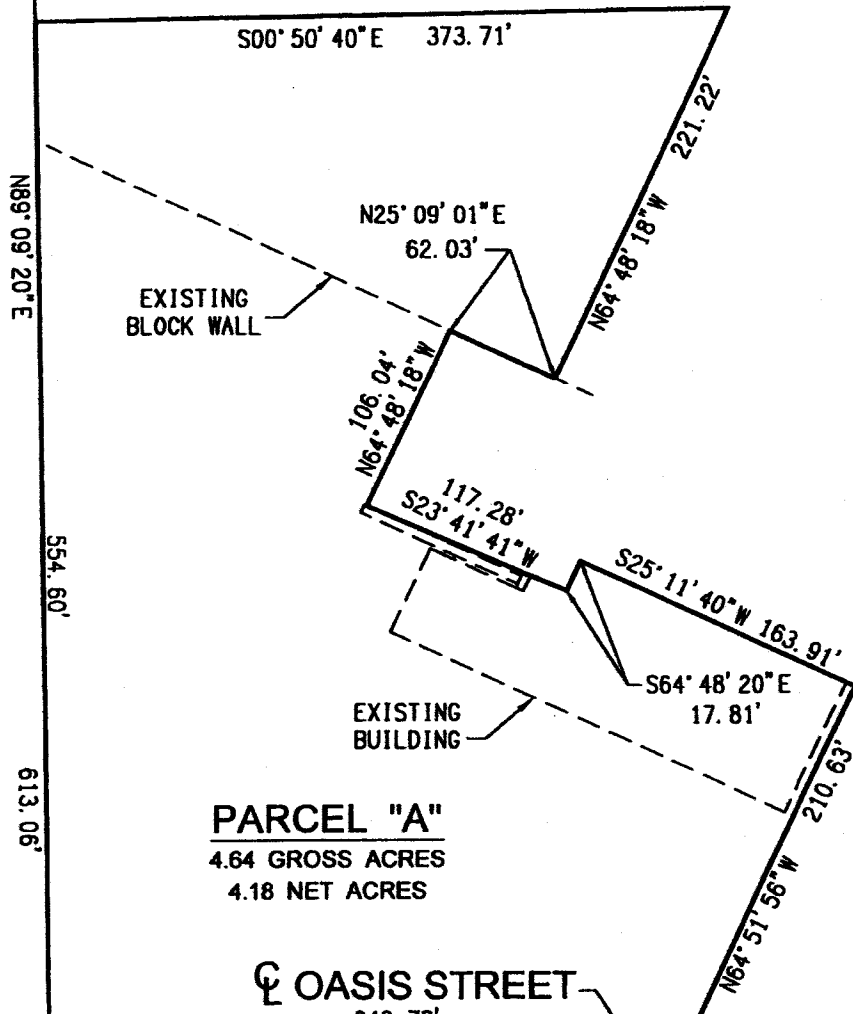 S00° 50' 40" E 373. 71'
221. 22'
N64° 48' 18" W
N25° 09' 01" E
62. 03'
N89° 09' 20" E
EXISTING
BLOCK WALL
106. 04'
N64° 48' 18" W
117. 28'
S23° 41' 41" W
S25° 11' 40" W 163. 91'
554. 60'
S64° 48' 20" E
17. 81'
EXISTING
BUILDING
210. 63'
613. 06'
PARCEL "A"
4.64 GROSS ACRES
4.18 NET ACRES
N64° 51' 56" W
℄ OASIS STREET